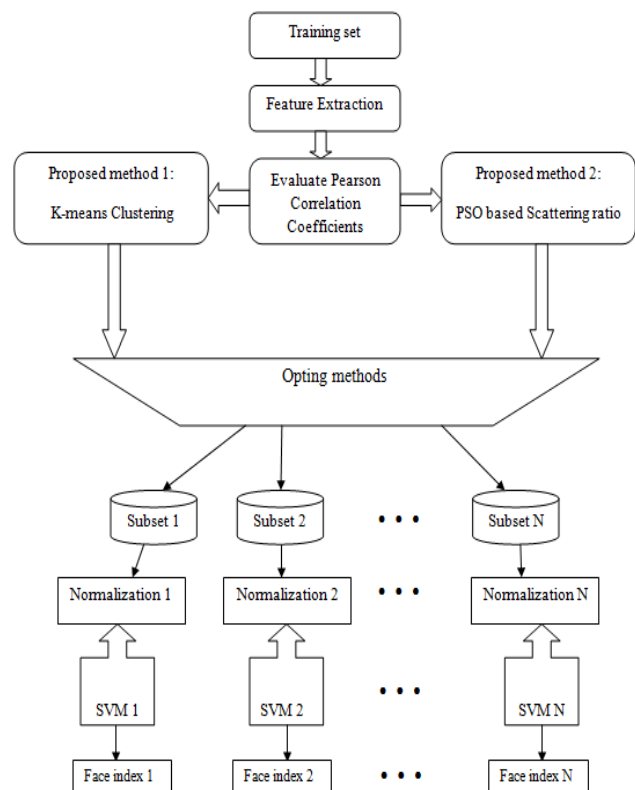 Training set
Feature Extraction
Proposed method 1:
K-means Clustering
Evaluate Pearson
Correlation
Coefficients
Proposed method 2:
PSO based Scattering ratio
Opting methods
Subset 1
Subset 2
• • •
Subset N
Normalization 1
Normalization 2
• • •
Normalization N
SVM 1
SVM 2
• • •
SVM N
Face index 1
Face index 2
• • •
Face index N